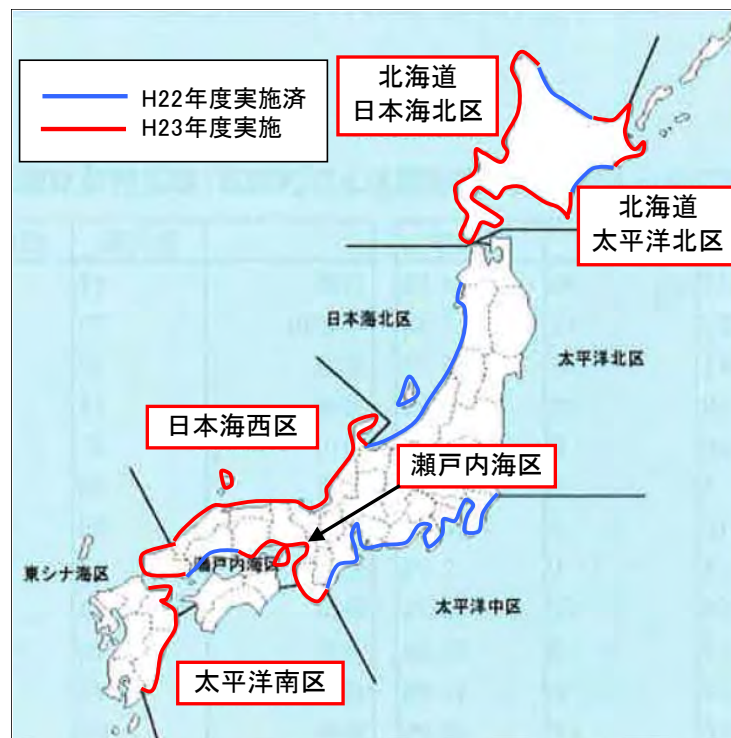 H22年度実施済
H23年度実施
北海道
日本海北区
北海道
太平洋北区
日本海北区
太平洋北区
日本海西区
瀬戸内海区
東シナ海区
瀬戸内海区
太平洋中区
太平洋南区